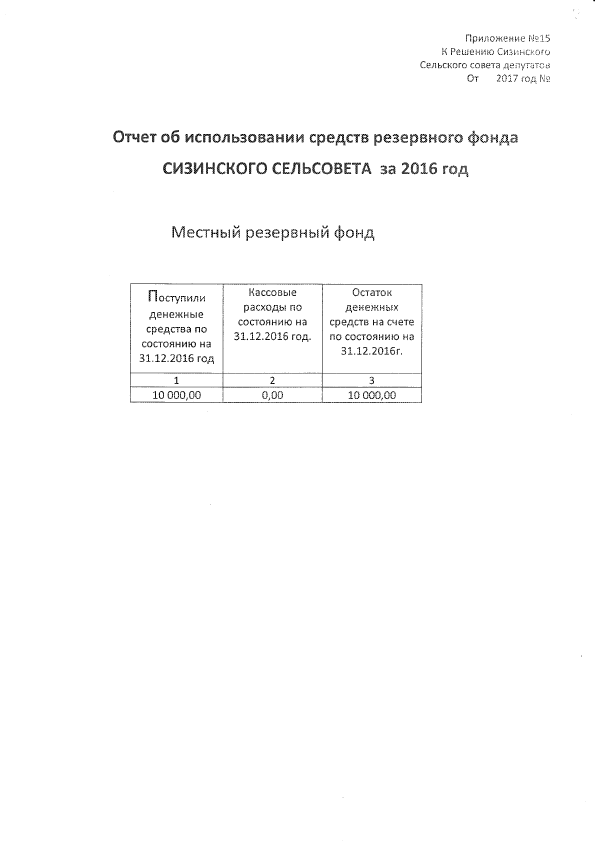 Приложение №15
К Решению Сизинского
Сельского совета депутатов
От 2017 год №
Отчет об использовании средств резервного фонда
СИЗИНСКОГО СЕЛЬСОВЕТА за 2016 год
Местный резервный фонд
Поступили
денежные
средства по
состоянию на
31.12.2016 год
Кассовые
расходы по
состоянию на
31.12.2016 год.
Остаток
денежных
средств на счете
по состоянию на
31.12.2016г.
1 2 3
10 000,00 0,00 10 000,00